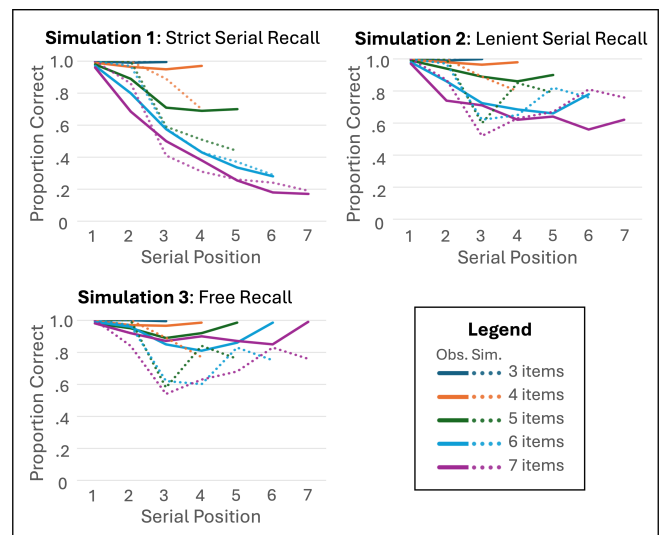 Simulation 1: Strict Serial Recall
Proportion Correct
1.0
.8
.6
.4
.2
0
1 2 3 4 5 6 7
Serial Position
Simulation 2: Lenient Serial Recall
Proportion Correct
1.0
.8
.6
.4
.2
0
1 2 3 4 5 6 7
Serial Position
Simulation 3: Free Recall
Proportion Correct
1.0
.8
.6
.4
.2
0
1 2 3 4 5 6 7
Serial Position
Legend
Obs. Sim.
3 items
4 items
5 items
6 items
7 items